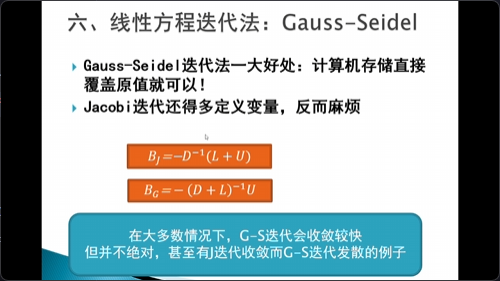 六、线性方程迭代法：Gauss-Seidel
Gauss-Seidel迭代法一大好处：计算机存储直接
覆盖原值就可以！
Jacobi迭代还得多定义变量，反而麻烦
B_J=−D⁻¹(L + U)
B_G=− (D + L)⁻¹U
在大多数情况下，G-S迭代会收敛较快
但并不绝对，甚至有J迭代收敛而G-S迭代发散的例子